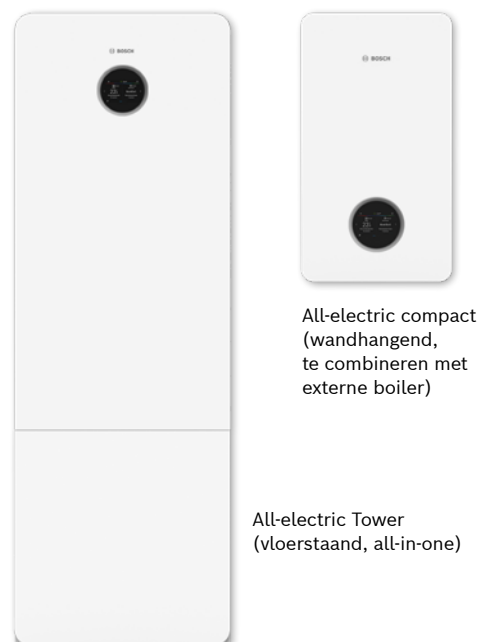 BOSCH
BOSCH
All-electric compact
(wandhangend,
te combineren met
externe boiler)
All-electric Tower
(vloerstaand, all-in-one)